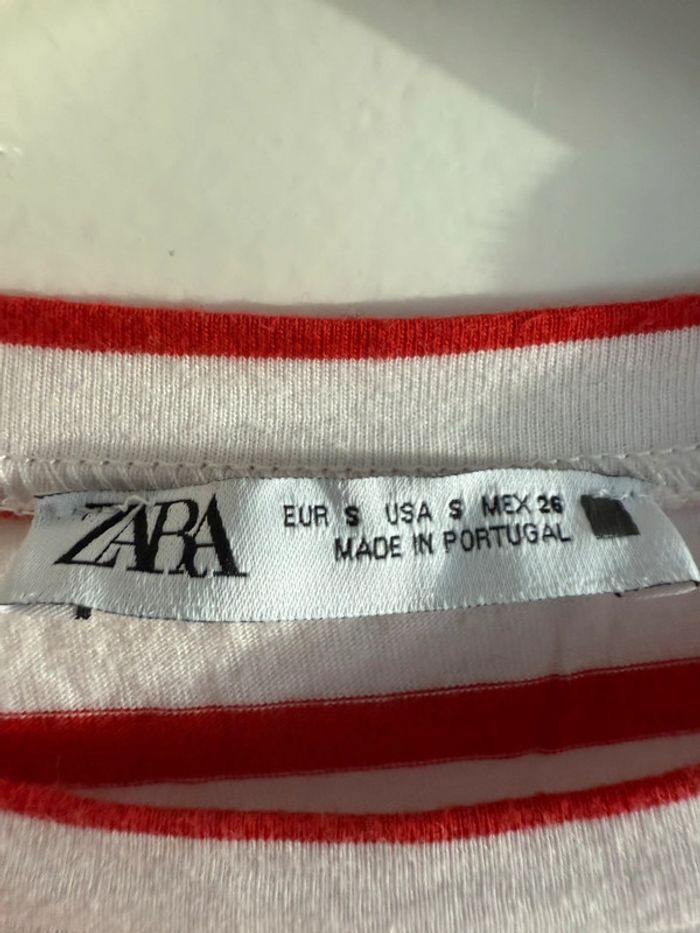 ZARA
EUR S USA S MEX 26
MADE IN PORTUGAL